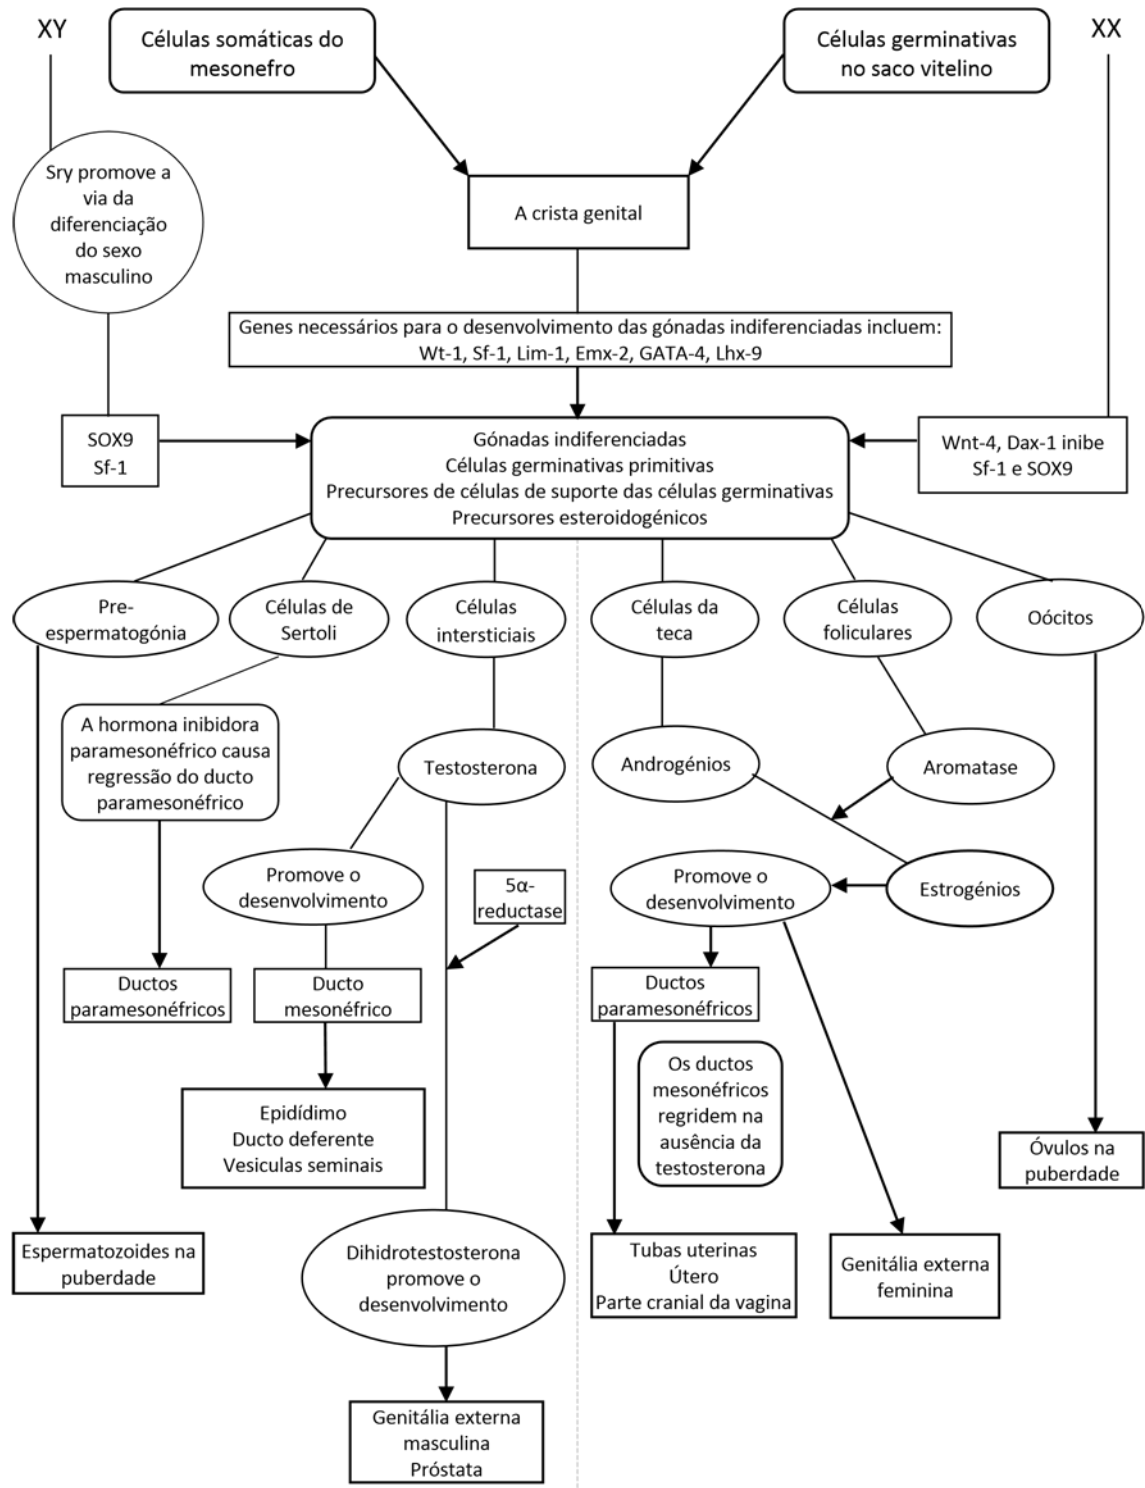 XY
Células somáticas do
mesonefro
Células germinativas
no saco vitelino
XX
Sry promove a
via da
diferenciação
do sexo
masculino
A crista genital
Genes necessários para o desenvolvimento das gónadas indiferenciadas incluem:
Wt-1, Sf-1, Lim-1, Emx-2, GATA-4, Lhx-9
SOX9
Sf-1
Gónadas indiferenciadas
Células germinativas primitivas
Precursores de células de suporte das células germinativas
Precursores esteroidogénicos
Wnt-4, Dax-1 inibe
Sf-1 e SOX9
Pre-
espermatogónia
Células de
Sertoli
Células
intersticiais
Células da
teca
Células
foliculares
Oócitos
A hormona inibidora
paramesonéfrico causa
regressão do ducto
paramesonéfrico
Testosterona
Androgénios
Aromatase
Promove o
desenvolvimento
5α-
reductase
Promove o
desenvolvimento
Estrogénios
Ductos
paramesonéfricos
Ducto
mesonéfrico
Ductos
paramesonéfricos
Os ductos
mesonéfricos
regridem na
ausência da
testosterona
Epidídimo
Ducto deferente
Vesiculas seminais
Óvulos na
puberdade
Espermatozoides na
puberdade
Dihidrotestosterona
promove o
desenvolvimento
Tubas uterinas
Útero
Parte cranial da vagina
Genitália externa
feminina
Genitália externa
masculina
Próstata